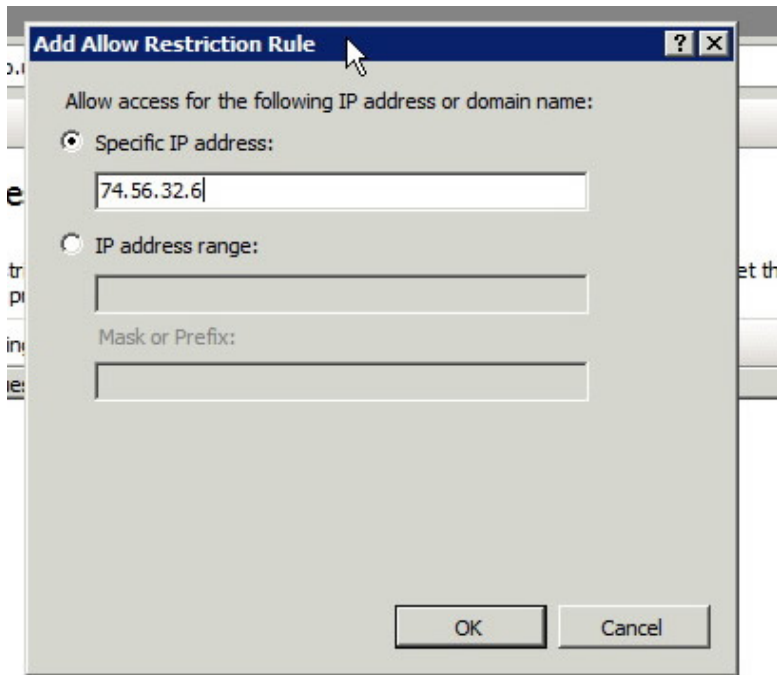 Add Allow Restriction Rule
Allow access for the following IP address or domain name:
Specific IP address:
74.56.32.6
IP address range:
Mask or Prefix:
OK
Cancel